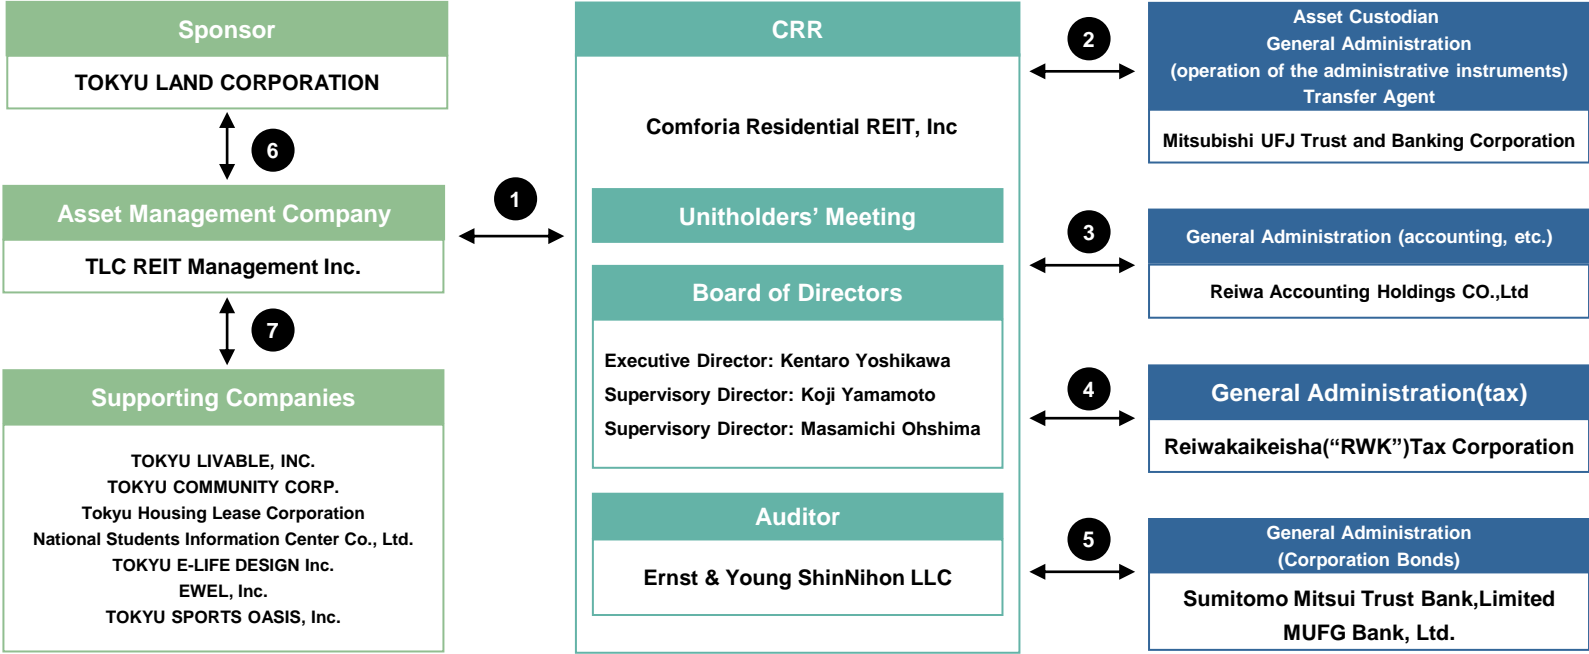 Sponsor
TOKYU LAND CORPORATION
6
Asset Management Company
TLC REIT Management Inc.
7
Supporting Companies
TOKYU LIVABLE, INC.
TOKYU COMMUNITY CORP.
Tokyu Housing Lease Corporation
National Students Information Center Co., Ltd.
TOKYU E-LIFE DESIGN Inc.
EWEL, Inc.
TOKYU SPORTS OASIS, Inc.
1
CRR
Comforia Residential REIT, Inc
Unitholders’ Meeting
Board of Directors
Executive Director: Kentaro Yoshikawa
Supervisory Director: Koji Yamamoto
Supervisory Director: Masamichi Ohshima
Auditor
Ernst & Young ShinNihon LLC
2
Asset Custodian
General Administration
(operation of the administrative instruments)
Transfer Agent
Mitsubishi UFJ Trust and Banking Corporation
3
General Administration (accounting, etc.)
Reiwa Accounting Holdings CO.,Ltd
4
General Administration(tax)
Reiwakaikeisha(“RWK”)Tax Corporation
5
General Administration
(Corporation Bonds)
Sumitomo Mitsui Trust Bank,Limited
MUFG Bank, Ltd.